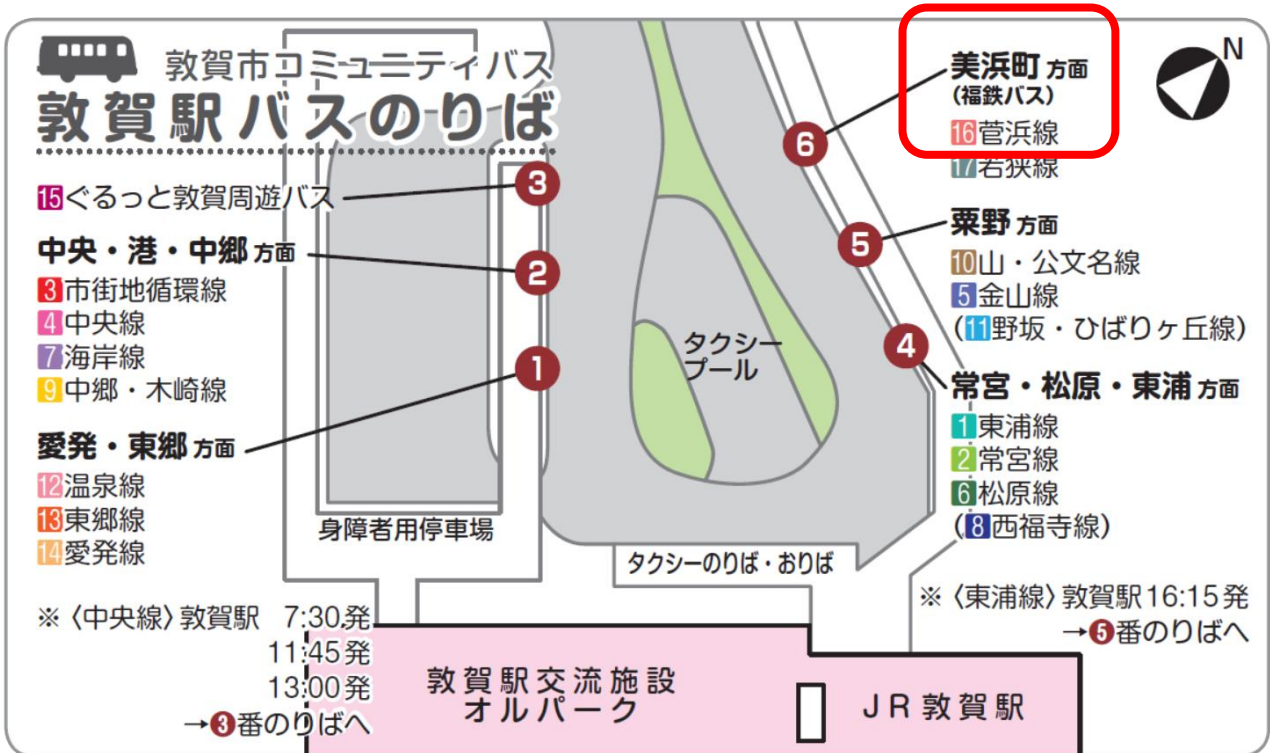 敦賀市コミュニティバス
敦賀駅バスのりば
15ぐるっと敦賀周遊バス
中央・港・中郷 方面
3市街地循環線
4中央線
7海岸線
9中郷・木崎線
愛発・東郷 方面
12温泉線
13東郷線
14愛発線
※〈中央線〉敦賀駅 7:30発
11:45発
13:00発
→❸番のりばへ
3
2
1
身障者用停車場
タクシー
プール
タクシーのりば・おりば
6
5
4
N
美浜町 方面
(福鉄バス)
16菅浜線
17若狭線
粟野 方面
10山・公文名線
5金山線
(11野坂・ひばりヶ丘線)
常宮・松原・東浦 方面
1東浦線
2常宮線
6松原線
(8西福寺線)
※〈東浦線〉敦賀駅16:15発
→❺番のりばへ
敦賀駅交流施設
オルパーク
JR敦賀駅